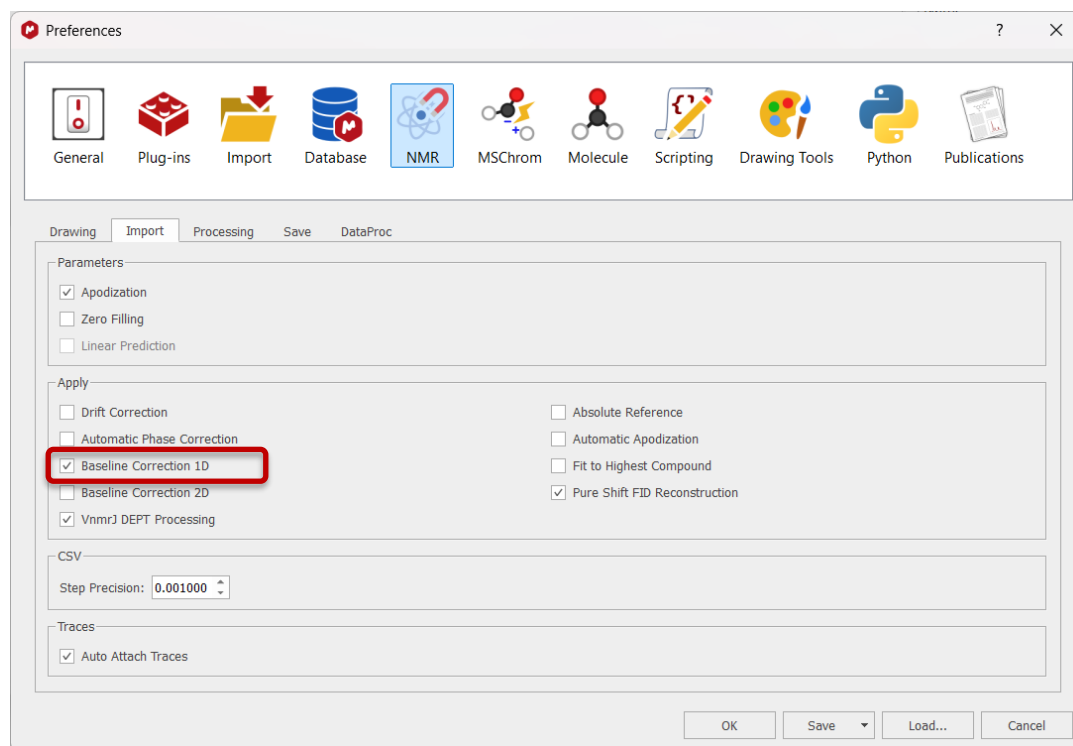 Preferences
?
General Plug-ins Import Database NMR MSChrom Molecule Scripting Drawing Tools Python Publications
Drawing Import Processing Save DataProc
Parameters
Apodization
Zero Filling
Linear Prediction
Apply
Drift Correction
Automatic Phase Correction
Baseline Correction 1D
Baseline Correction 2D
VnmrJ DEPT Processing
Absolute Reference
Automatic Apodization
Fit to Highest Compound
Pure Shift FID Reconstruction
CSV
Step Precision: 0.001000
Traces
Auto Attach Traces
OK Save Load... Cancel